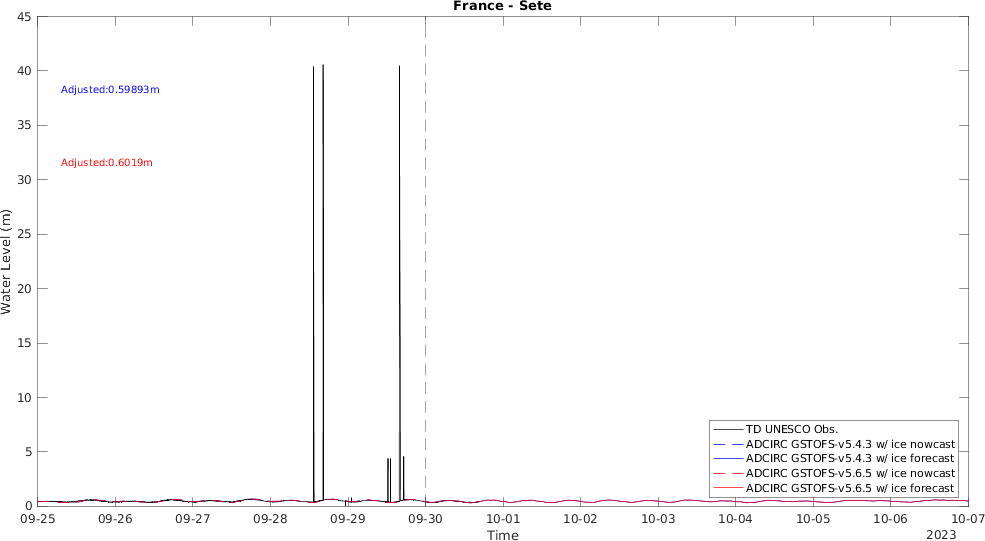 France - Sete
45
40
35
30
25
20
15
10
5
0
Water Level (m)
Adjusted:0.59893m
Adjusted:0.6019m
TD UNESCO Obs.
ADCIRC GSTOFS-v5.4.3 w/ ice nowcast
ADCIRC GSTOFS-v5.4.3 w/ ice forecast
ADCIRC GSTOFS-v5.6.5 w/ ice nowcast
ADCIRC GSTOFS-v5.6.5 w/ ice forecast
09-25 09-26 09-27 09-28 09-29 09-30 10-01 10-02 10-03 10-04 10-05 10-06 10-07
Time
2023